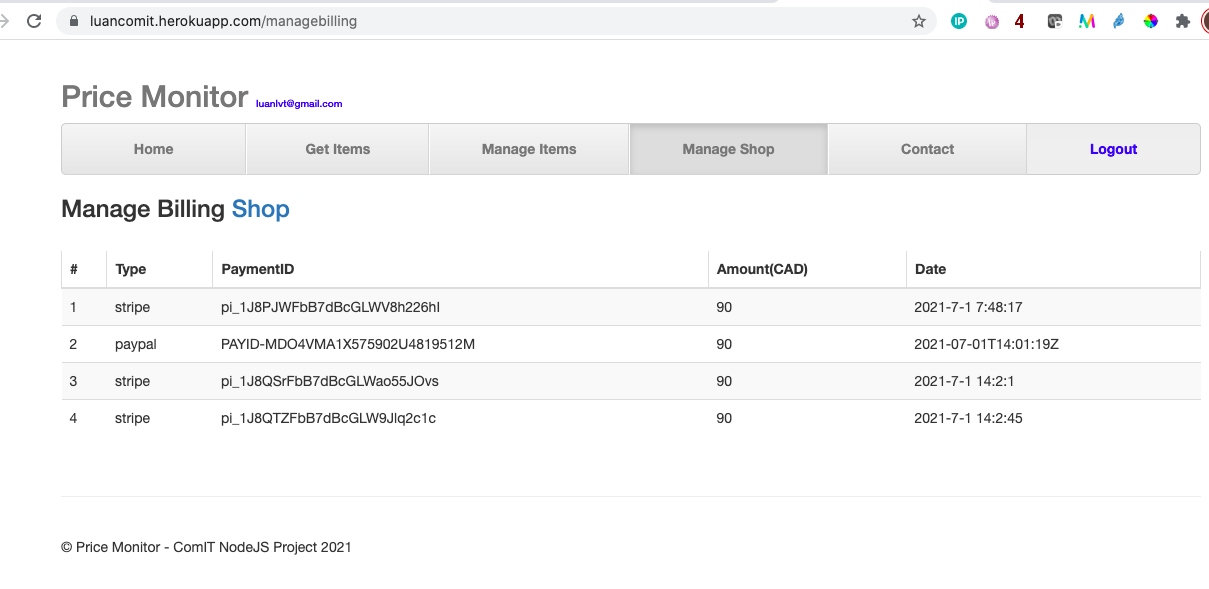 luancomit.herokuapp.com/managebilling
IP 4
Price Monitor luanlvt@gmail.com
Home Get Items Manage Items Manage Shop Contact Logout
Manage Billing Shop
# Type PaymentID Amount(CAD) Date
1 stripe pi_1J8PJWFbB7dBcGLWV8h226hI 90 2021-7-1 7:48:17
2 paypal PAYID-MDO4VMA1X575902U4819512M 90 2021-07-01T14:01:19Z
3 stripe pi_1J8QSrFbB7dBcGLWao55JOvs 90 2021-7-1 14:2:1
4 stripe pi_1J8QTZFbB7dBcGLW9Jlq2c1c 90 2021-7-1 14:2:45
© Price Monitor - ComIT NodeJS Project 2021